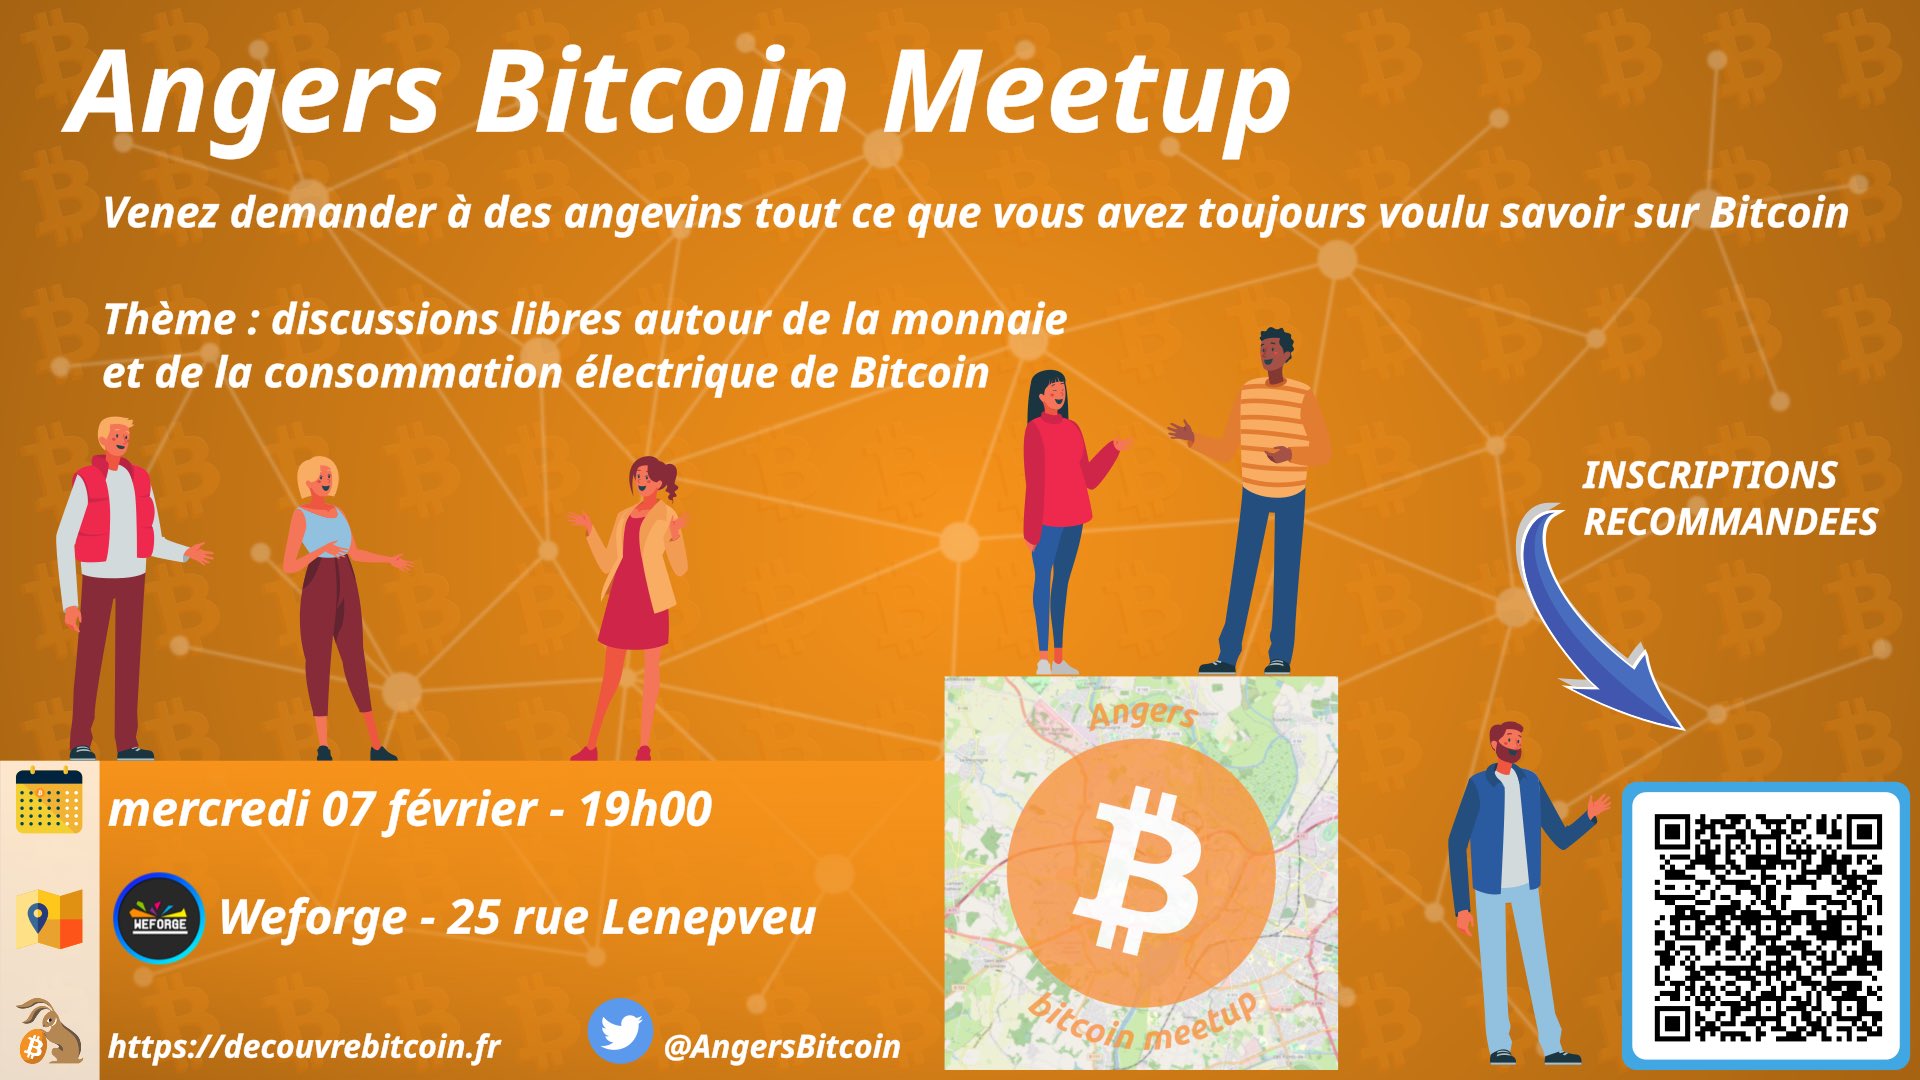 Angers Bitcoin Meetup
Venez demander à des angevins tout ce que vous avez toujours voulu savoir sur Bitcoin
Thème : discussions libres autour de la monnaie
et de la consommation électrique de Bitcoin
INSCRIPTIONS
RECOMMANDEES
mercredi 07 février - 19h00
WEFORGE
Weforge - 25 rue Lenepveu
https://decouvrebitcoin.fr
@AngersBitcoin
Angers
bitcoin meetup